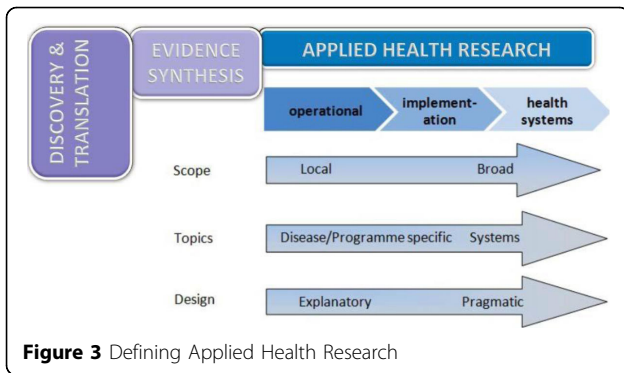 DISCOVERY &
TRANSLATION
EVIDENCE
SYNTHESIS
APPLIED HEALTH RESEARCH
operational
implement-
ation
health
systems
Scope
Local Broad
Topics
Disease/Programme specific Systems
Design
Explanatory Pragmatic
Figure 3 Defining Applied Health Research